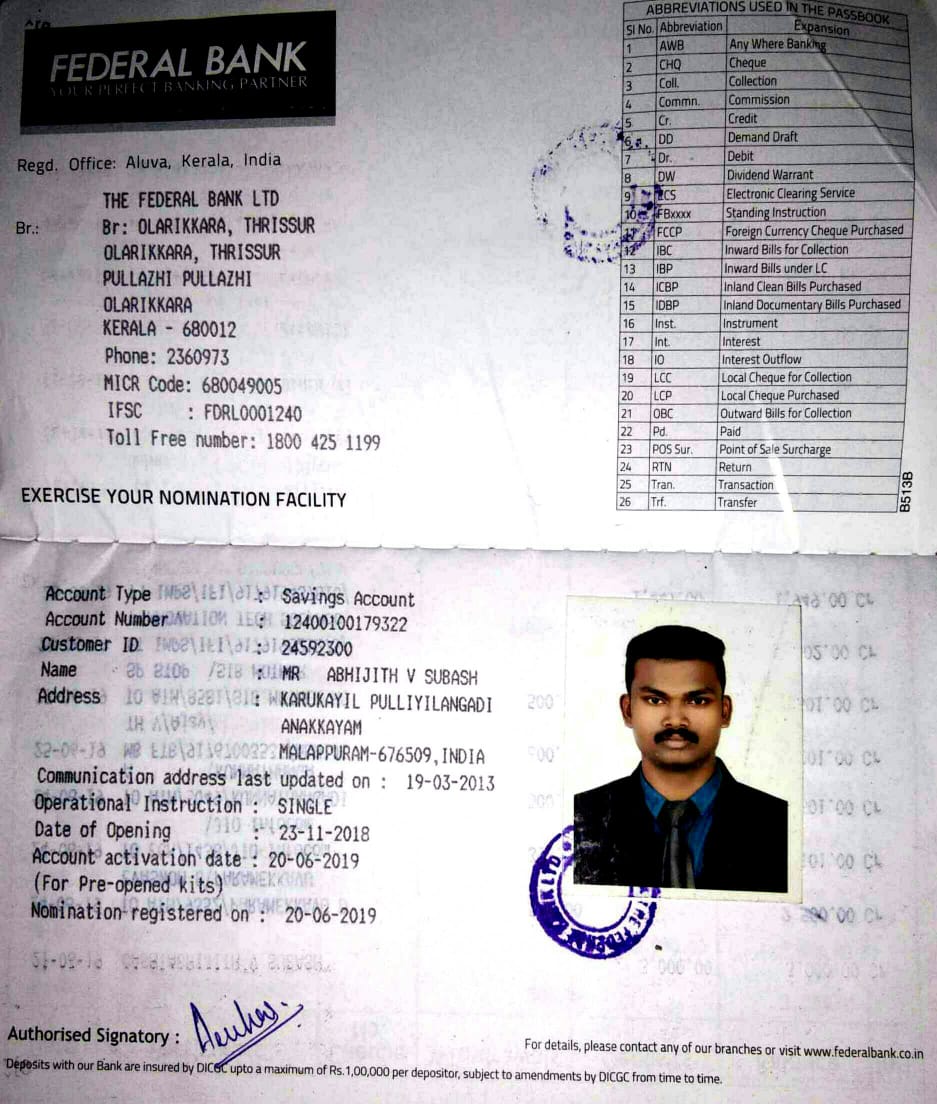 FEDERAL BANK
YOUR PERFECT BANKING PARTNER
Regd. Office: Aluva, Kerala, India
THE FEDERAL BANK LTD
Br.: Br: OLARIKKARA, THRISSUR
OLARIKKARA, THRISSUR
PULLAZHI PULLAZHI
OLARIKKARA
KERALA - 680012
Phone: 2360973
MICR Code: 680049005
IFSC : FDRL0001240
Toll Free number: 1800 425 1199
EXERCISE YOUR NOMINATION FACILITY
ABBREVIATIONS USED IN THE PASSBOOK
Sl No. Abbreviation Expansion
1 AWB Any Where Banking
2 CHQ Cheque
3 Coll. Collection
4 Commn. Commission
5 Cr. Credit
6 DD Demand Draft
7 Dr. Debit
8 DW Dividend Warrant
9 ECS Electronic Clearing Service
10 FBxxxx Standing Instruction
11 FCCP Foreign Currency Cheque Purchased
12 IBC Inward Bills for Collection
13 IBP Inward Bills under LC
14 ICBP Inland Clean Bills Purchased
15 IDBP Inland Documentary Bills Purchased
16 Inst. Instrument
17 Int. Interest
18 IO Interest Outflow
19 LCC Local Cheque for Collection
20 LCP Local Cheque Purchased
21 OBC Outward Bills for Collection
22 Pd. Paid
23 POS Sur. Point of Sale Surcharge
24 RTN Return
25 Tran. Transaction
26 Trf. Transfer
B513B
Account Type : Savings Account
Account Number : 12400100179322
Customer ID : 24592300
Name : MR ABHIJITH V SUBASH
Address : KARUKAYIL PULLIYILANGADI
ANAKKAYAM
MALAPPURAM-676509,INDIA
Communication address last updated on : 19-03-2013
Operational Instruction : SINGLE
Date of Opening : 23-11-2018
Account activation date : 20-06-2019
(For Pre-opened kits)
Nomination registered on : 20-06-2019
Authorised Signatory :
For details, please contact any of our branches or visit www.federalbank.co.in
Deposits with our Bank are insured by DICGC upto a maximum of Rs.1,00,000 per depositor, subject to amendments by DICGC from time to time.